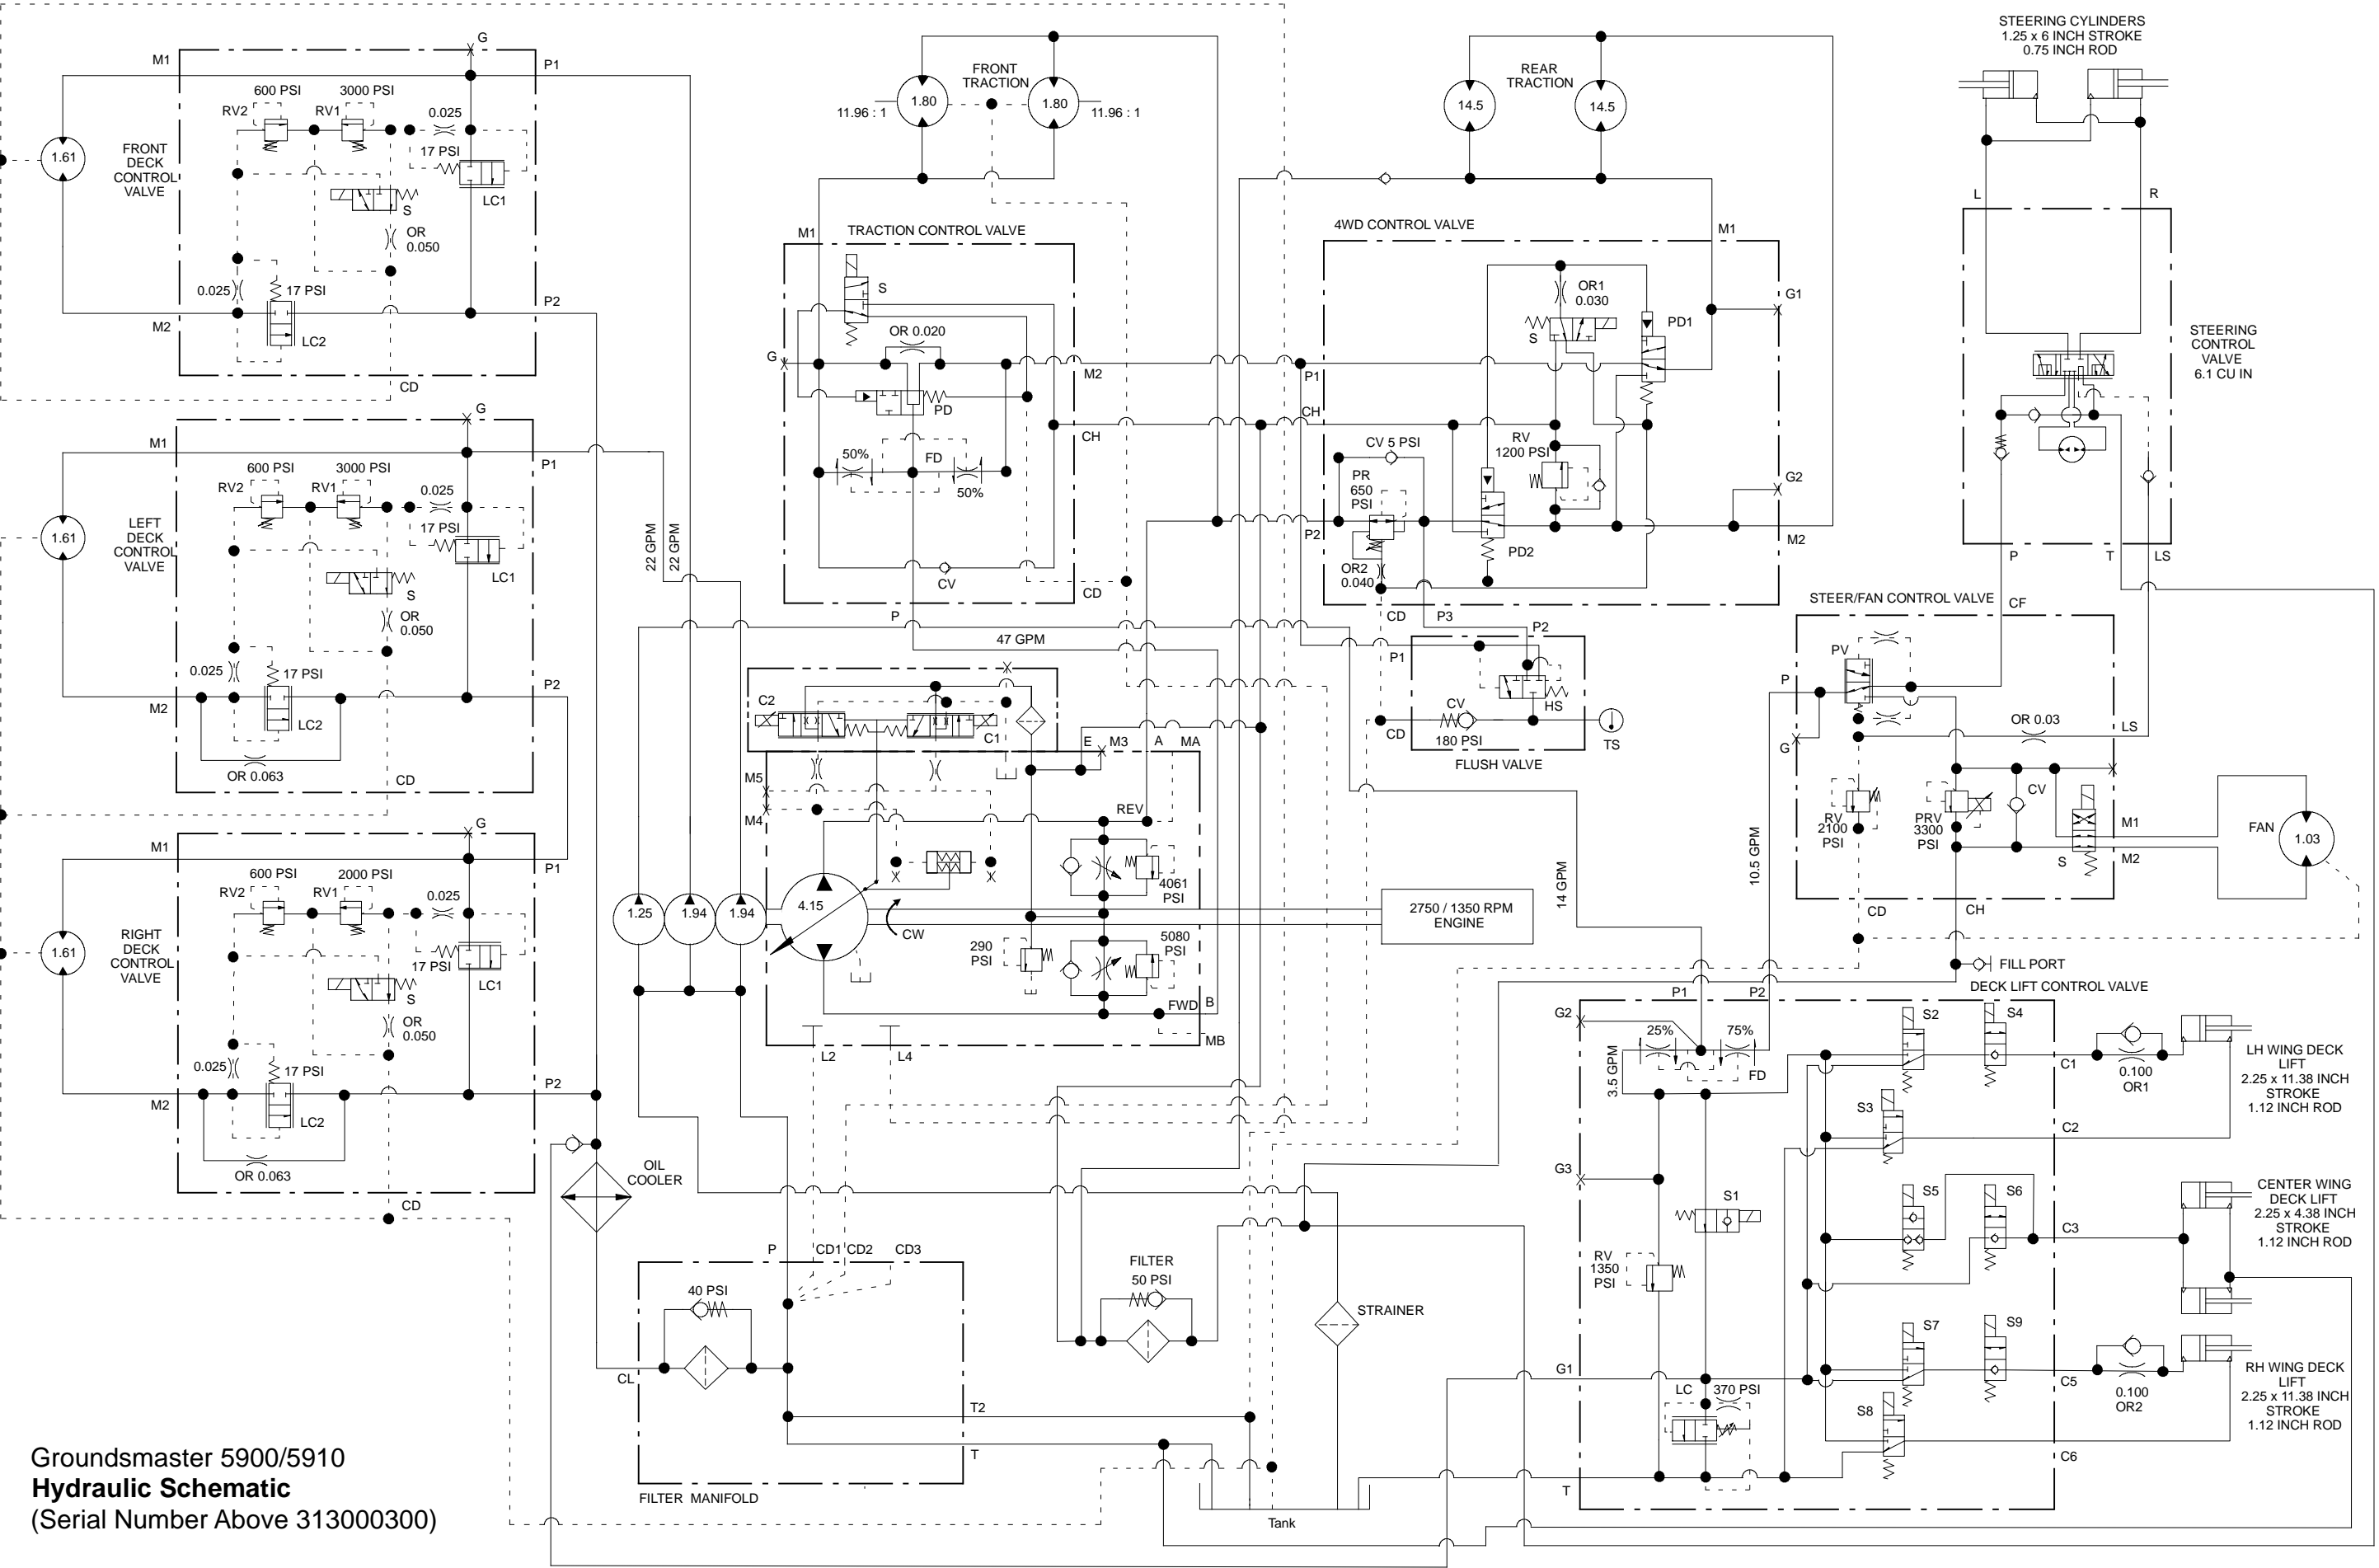 G
M1
P1
600 PSI
3000 PSI
RV2
RV1
0.025
17 PSI
1.61
FRONT
DECK
CONTROL
VALVE
LC1
S
OR
0.050
0.025
17 PSI
P2
M2
LC2
CD
G
M1
P1
600 PSI
3000 PSI
RV2
RV1
0.025
17 PSI
1.61
LEFT
DECK
CONTROL
VALVE
LC1
S
OR
0.050
0.025
17 PSI
P2
M2
LC2
OR 0.063
CD
G
M1
P1
600 PSI
2000 PSI
RV2
RV1
0.025
17 PSI
1.61
RIGHT
DECK
CONTROL
VALVE
LC1
S
OR
0.050
0.025
17 PSI
P2
M2
LC2
OR 0.063
CD
22 GPM
22 GPM
FRONT
TRACTION
1.80
1.80
11.96 : 1
11.96 : 1
M1
TRACTION CONTROL VALVE
S
OR 0.020
G
M2
PD
CH
50%
FD
50%
CV
CD
P
47 GPM
REAR
TRACTION
14.5
14.5
4WD CONTROL VALVE
M1
OR1
0.030
G1
S
PD1
P1
CH
CV 5 PSI
RV
1200 PSI
PR
650
PSI
G2
P2
M2
PD2
OR2
0.040
CD
P3
P2
P1
CV
HS
CD
180 PSI
TS
FLUSH VALVE
STEERING CYLINDERS
1.25 x 6 INCH STROKE
0.75 INCH ROD
L
R
STEERING
CONTROL
VALVE
6.1 CU IN
P
T
LS
STEER/FAN CONTROL VALVE
CF
PV
P
G
OR 0.03
LS
CV
RV
2100
PSI
PRV
3300
PSI
M1
M2
S
FAN
1.03
CD
CH
FILL PORT
10.5 GPM
14 GPM
C2
C1
E
M3
A
MA
M5
M4
REV
4061
PSI
1.25
1.94
1.94
4.15
CW
2750 / 1350 RPM
ENGINE
290
PSI
5080
PSI
FWD
B
MB
L2
L4
DECK LIFT CONTROL VALVE
P1
P2
G2
25%
75%
FD
3.5 GPM
S2
S4
C1
0.100
OR1
LH WING DECK
LIFT
2.25 x 11.38 INCH
STROKE
1.12 INCH ROD
S3
C2
G3
S1
S5
S6
C3
CENTER WING
DECK LIFT
2.25 x 4.38 INCH
STROKE
1.12 INCH ROD
RV
1350
PSI
S7
S9
G1
C5
0.100
OR2
RH WING DECK
LIFT
2.25 x 11.38 INCH
STROKE
1.12 INCH ROD
LC
370 PSI
S8
C6
T
OIL
COOLER
P
CD1
CD2
CD3
40 PSI
CL
T2
T
FILTER MANIFOLD
FILTER
50 PSI
STRAINER
Tank
Groundsmaster 5900/5910
Hydraulic Schematic
(Serial Number Above 313000300)